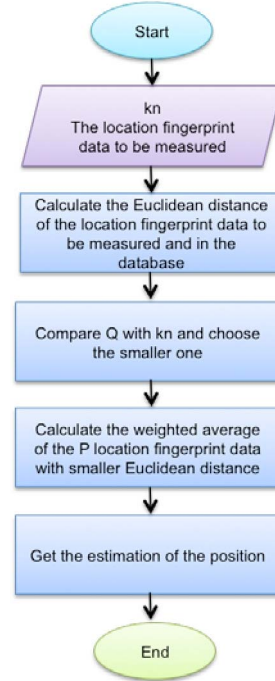 Start
kn
The location fingerprint
data to be measured
Calculate the Euclidean distance
of the location fingerprint data to
be measured and in the
database
Compare Q with kn and choose
the smaller one
Calculate the weighted average
of the P location fingerprint data
with smaller Euclidean distance
Get the estimation of the position
End